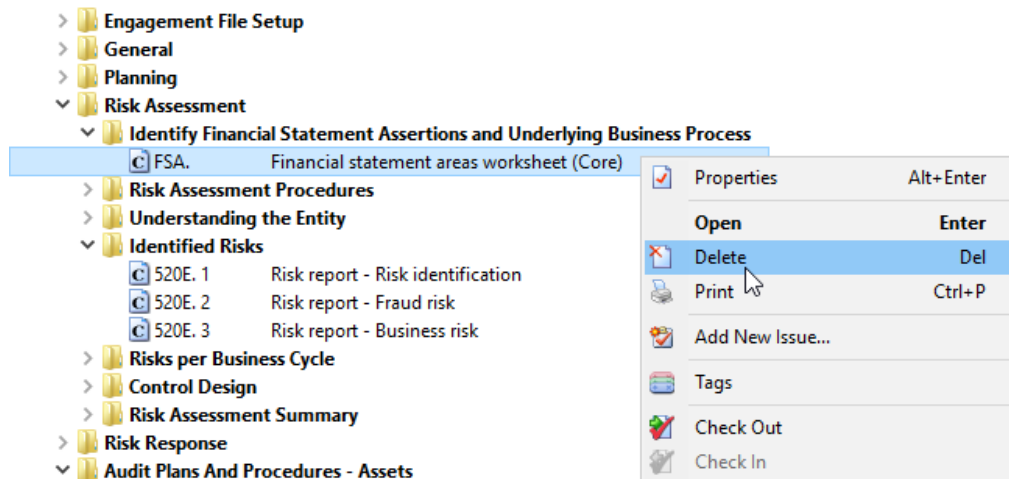 Engagement File Setup
General
Planning
Risk Assessment
Identify Financial Statement Assertions and Underlying Business Process
FSA. Financial statement areas worksheet (Core)
Properties Alt+Enter
Risk Assessment Procedures
Understanding the Entity
Open Enter
Identified Risks
Delete Del
520E. 1 Risk report - Risk identification
Print Ctrl+P
520E. 2 Risk report - Fraud risk
520E. 3 Risk report - Business risk
Add New Issue...
Risks per Business Cycle
Control Design
Tags
Risk Assessment Summary
Check Out
Risk Response
Check In
Audit Plans And Procedures - Assets